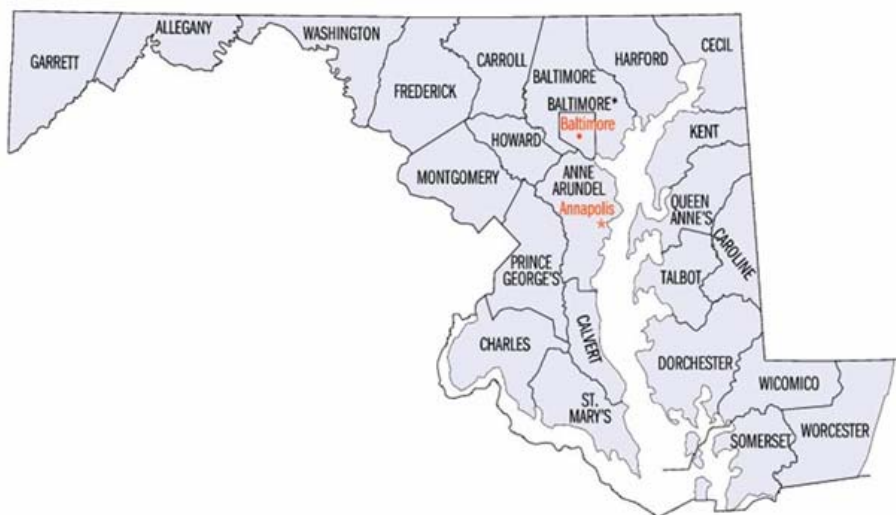 ALLEGANY
WASHINGTON
GARRETT
CARROLL
HARFORD
CECIL
BALTIMORE
FREDERICK
BALTIMORE*
Baltimore
KENT
HOWARD
MONTGOMERY
ANNE
ARUNDEL
Annapolis
QUEEN
ANNE'S
CAROLINE
PRINCE
GEORGE'S
TALBOT
CHARLES
CALVERT
DORCHESTER
WICOMICO
ST.
MARY'S
SOMERSET
WORCESTER